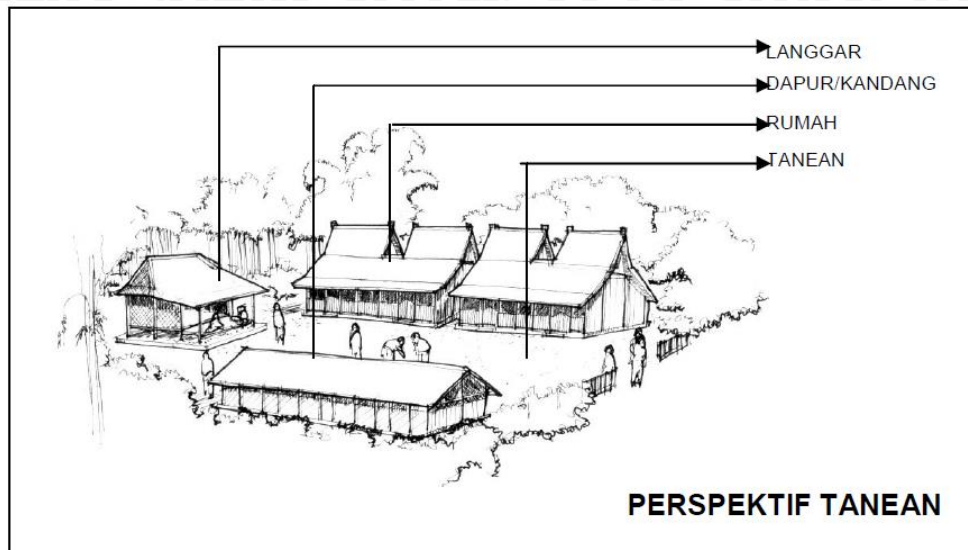 LANGGAR
DAPUR/KANDANG
RUMAH
TANEAN
PERSPEKTIF TANEAN